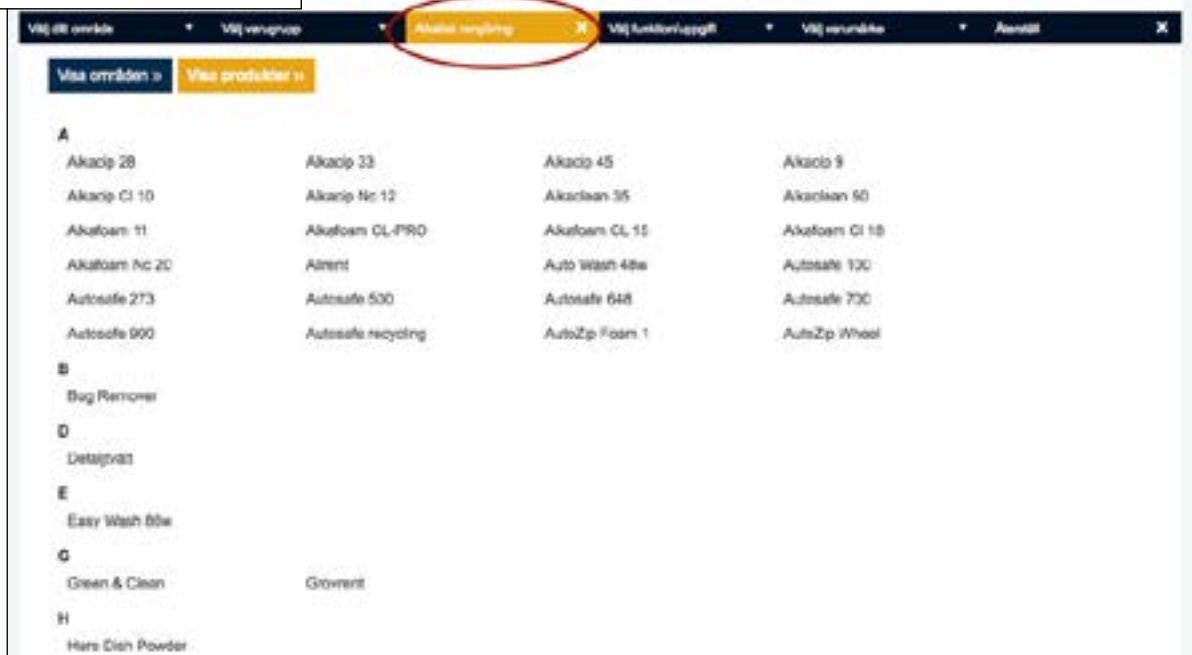 Välj ditt område Välj varugrupp Alkalisk rengöring x Välj funktion/uppgift Välj varumärke Återställ x
Visa områden » Visa produkter »
A
Alkacip 28 Alkacip 33 Alkacip 45 Alkacip 9
Alkacip Cl 10 Alkacip Nc 12 Alkaclean 35 Alkaclean 50
Alkafoam 11 Alkafoam CL-PRO Alkafoam CL 15 Alkafoam Cl 18
Alkafoam Nc 20 Allrent Auto Wash 48w Autosafe 100
Autosafe 273 Autosafe 500 Autosafe 648 Autosafe 700
Autosafe 900 Autosafe recycling AutoZip Foam 1 AutoZip Wheel
B
Bug Remover
D
Detaljtvätt
E
Easy Wash
G
Green & Clean Grovrent
H
Dish Powder